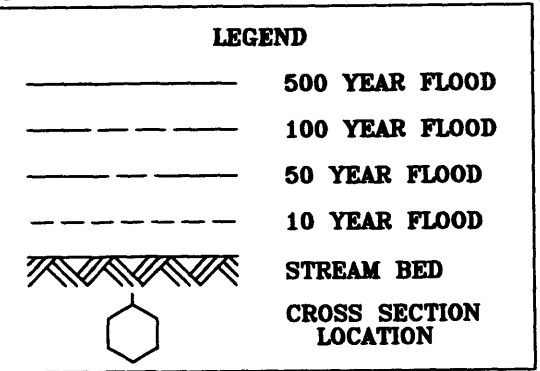 LEGEND
500 YEAR FLOOD
100 YEAR FLOOD
50 YEAR FLOOD
10 YEAR FLOOD
STREAM BED
CROSS SECTION
LOCATION